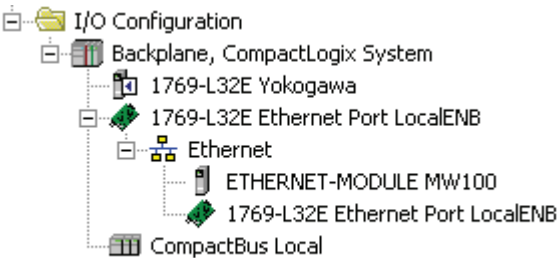 I/O Configuration
Backplane, CompactLogix System
1769-L32E Yokogawa
1769-L32E Ethernet Port LocalENB
Ethernet
ETHERNET-MODULE MW100
1769-L32E Ethernet Port LocalENB
CompactBus Local